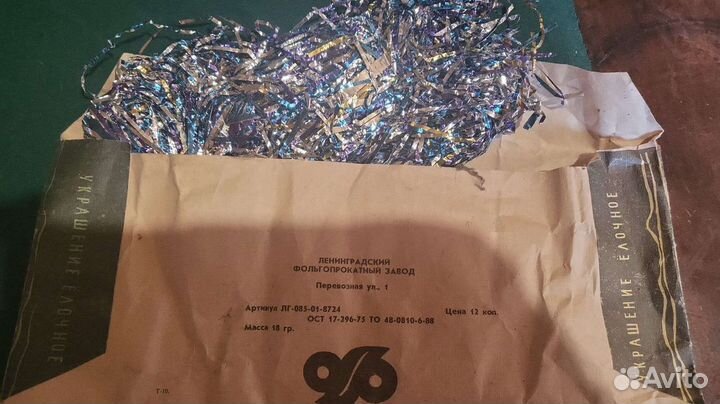 УКРАШЕНИЕ ЁЛОЧНОЕ
ЛЕНИНГРАДСКИЙ
ФОЛЬГОПРОКАТНЫЙ ЗАВОД
Перевозная ул., 1
Артикул ЛГ-085-01-8724 Цена 12 коп.
ОСТ 17-296-75 ТО 48-0810-6-88
Масса 18 гр.
Т-10.
УКРАШЕНИЕ ЁЛОЧНОЕ
Avito